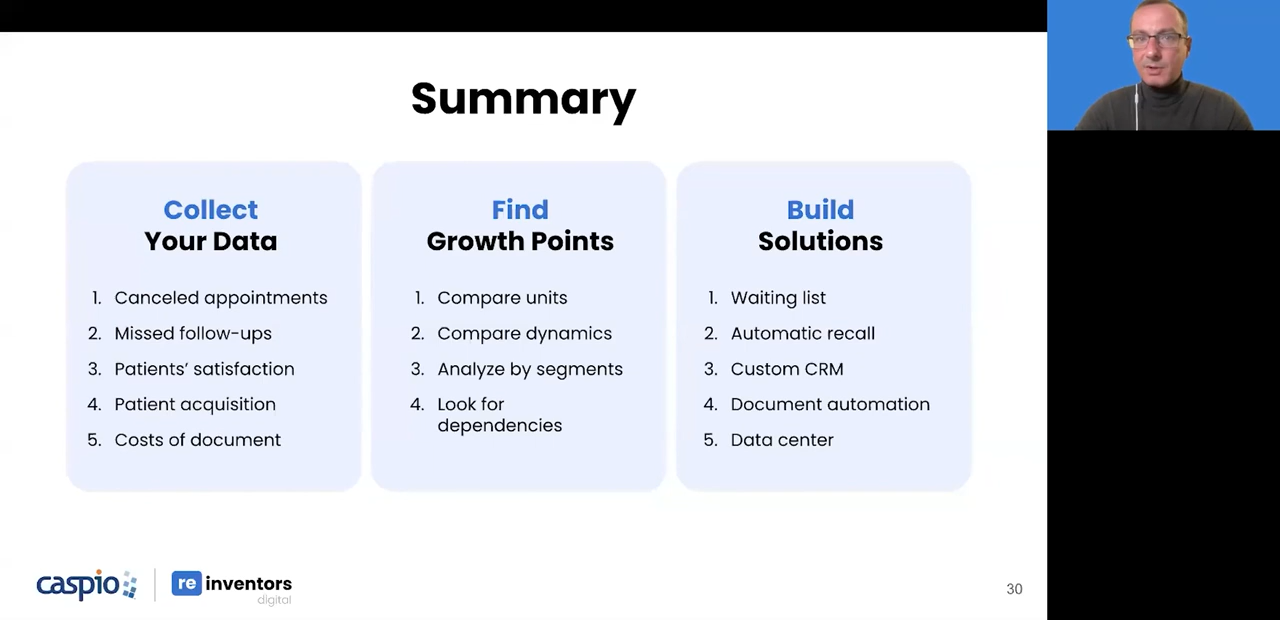 Summary
Collect
Your Data
1. Canceled appointments
2. Missed follow-ups
3. Patients’ satisfaction
4. Patient acquisition
5. Costs of document
Find
Growth Points
1. Compare units
2. Compare dynamics
3. Analyze by segments
4. Look for
dependencies
Build
Solutions
1. Waiting list
2. Automatic recall
3. Custom CRM
4. Document automation
5. Data center
caspio
re inventors
digital
30